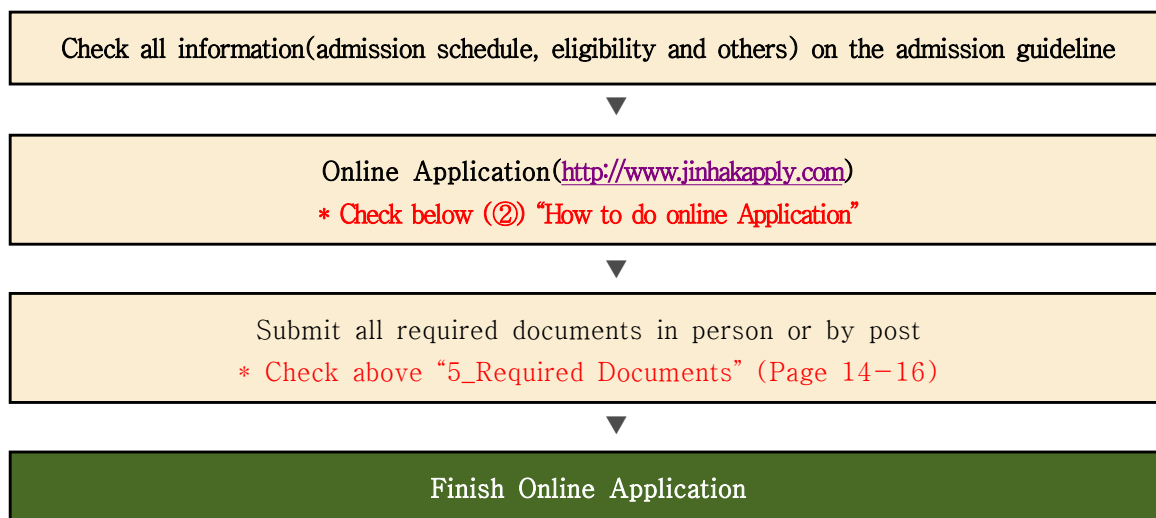 Check all information(admission schedule, eligibility and others) on the admission guideline
Online Application(http://www.jinhakapply.com)
* Check below (②) “How to do online Application”
Submit all required documents in person or by post
* Check above “5_Required Documents” (Page 14-16)
Finish Online Application